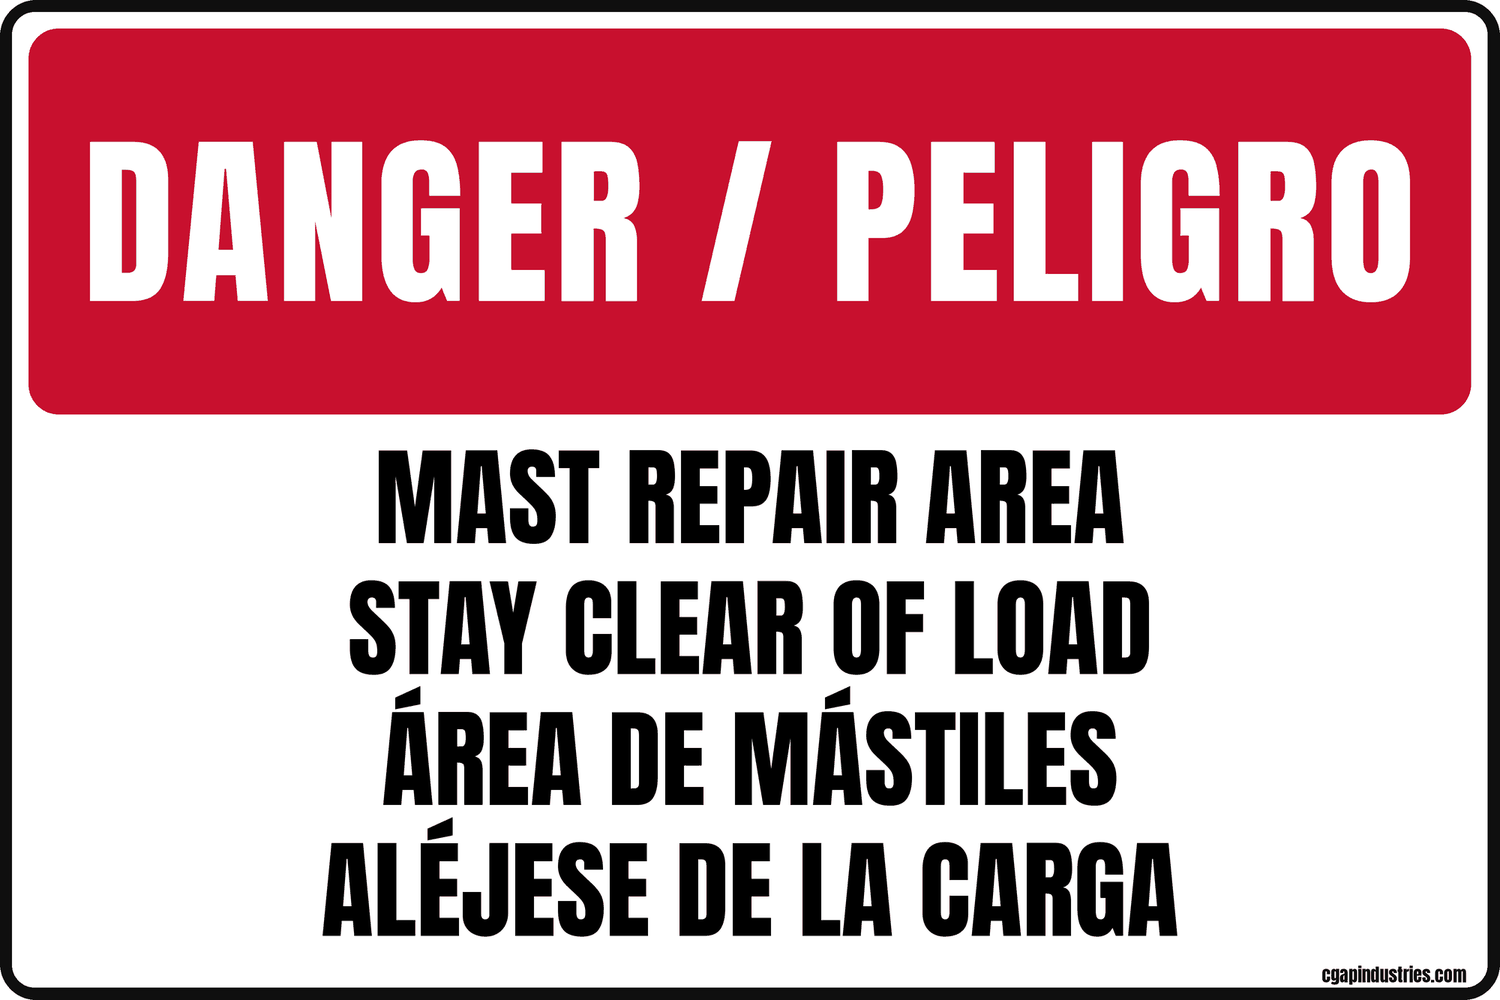 DANGER / PELIGRO
MAST REPAIR AREA
STAY CLEAR OF LOAD
ÁREA DE MÁSTILES
ALÉJESE DE LA CARGA
cgapindustries.com